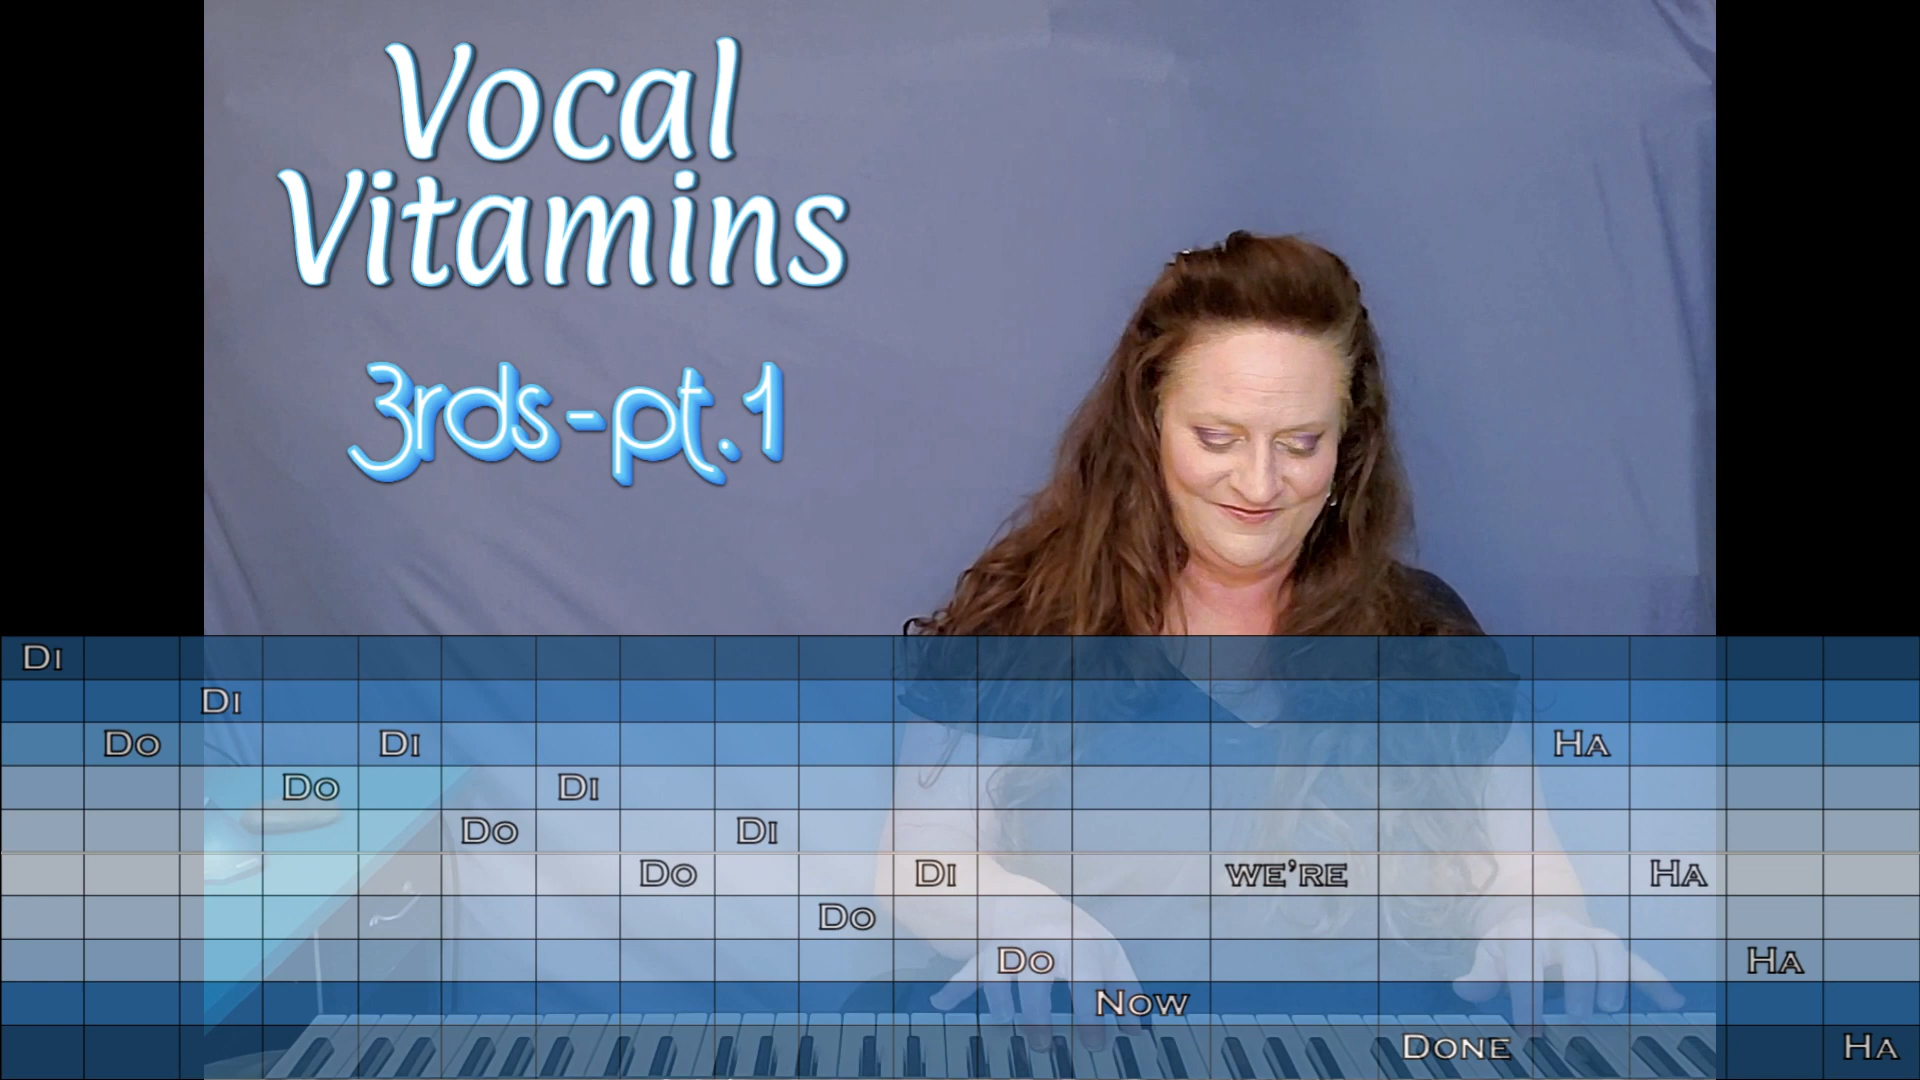 Vocal
Vitamins
3rds-pt.1
Di
Di
Do Di Ha
Do Di
Do Di
Do Di we're Ha
Do
Do Ha
Now
Done Ha